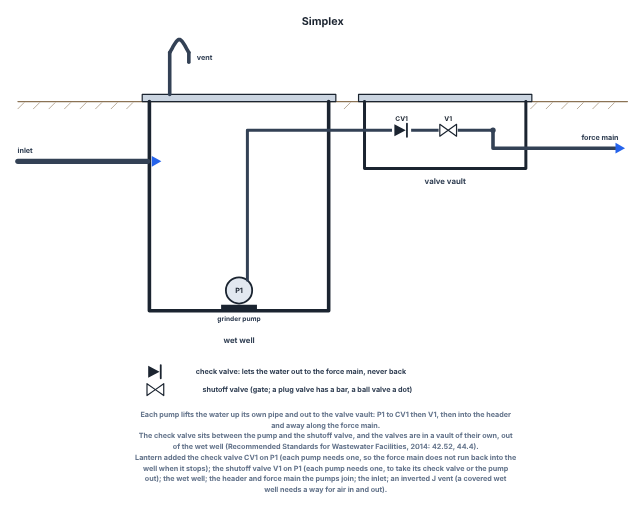 Simplex
vent
CV1
V1
inlet
force main
valve vault
P1
grinder pump
wet well
check valve: lets the water out to the force main, never back
shutoff valve (gate; a plug valve has a bar, a ball valve a dot)
Each pump lifts the water up its own pipe and out to the valve vault: P1 to CV1 then V1, then into the header
and away along the force main.
The check valve sits between the pump and the shutoff valve, and the valves are in a vault of their own, out
of the wet well (Recommended Standards for Wastewater Facilities, 2014: 42.52, 44.4).
Lantern added the check valve CV1 on P1 (each pump needs one, so the force main does not run back into the
well when it stops); the shutoff valve V1 on P1 (each pump needs one, to take its check valve or the pump
out); the wet well; the header and force main the pumps join; the inlet; an inverted J vent (a covered wet
well needs a way for air in and out).